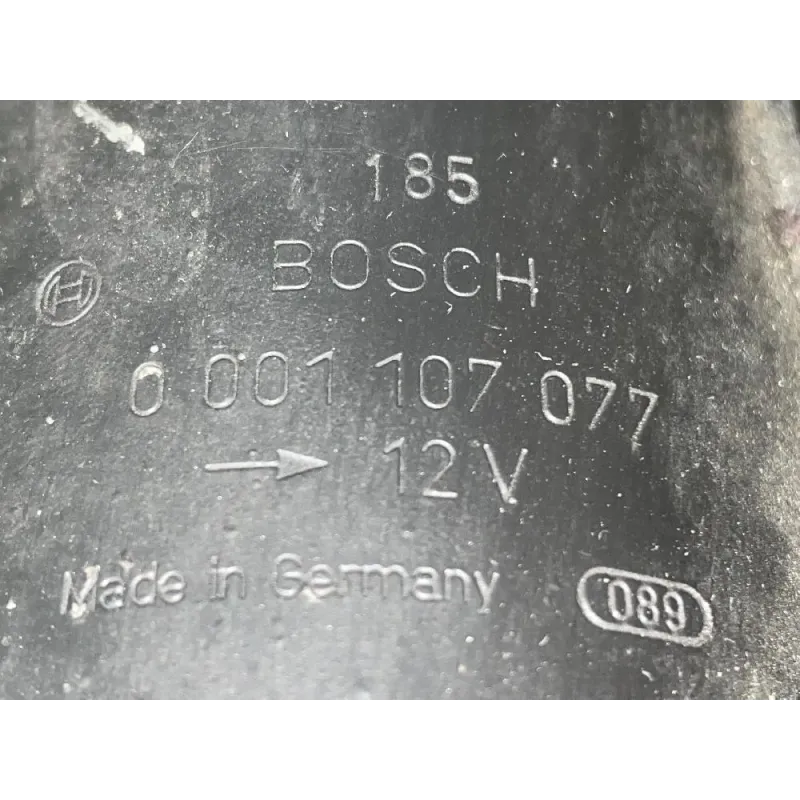 185
BOSCH
0 001 107 077
→ 12 V
Made in Germany 089